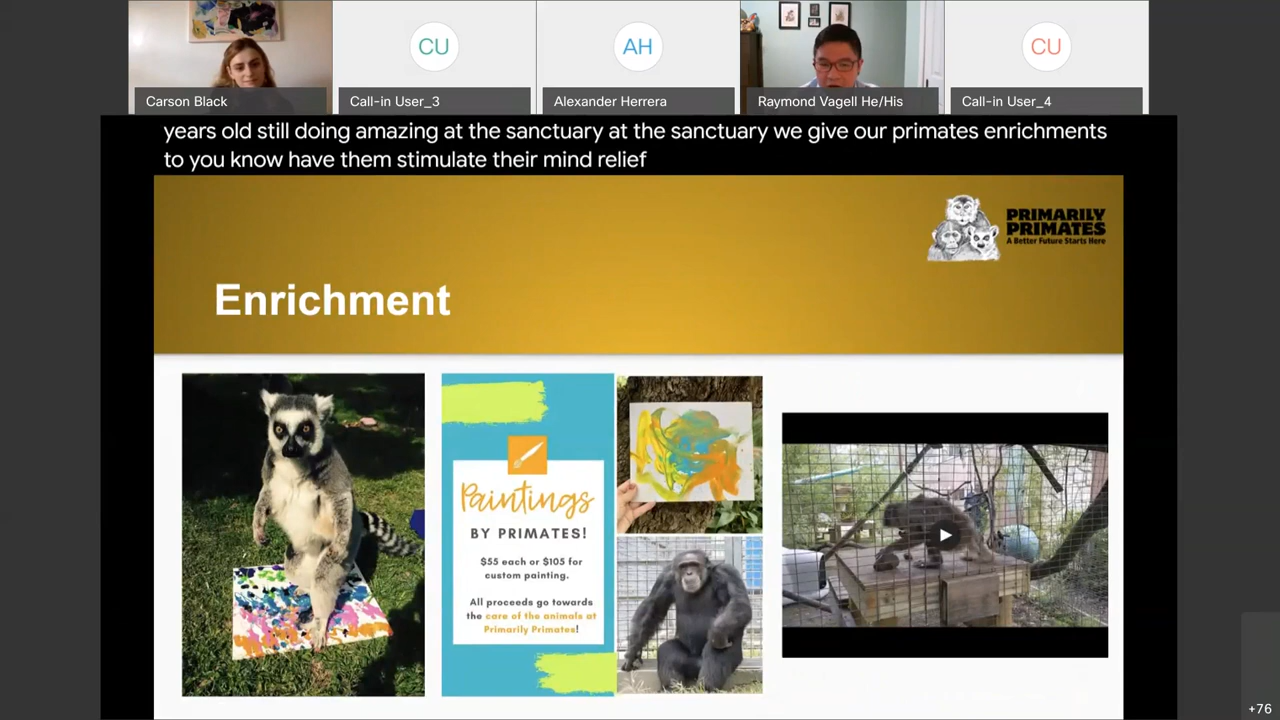 CU
AH
CU
Carson Black
Call-in User_3
Alexander Herrera
Raymond Vagell He/His
Call-in User_4
years old still doing amazing at the sanctuary at the sanctuary we give our primates enrichments
to you know have them stimulate their mind relief
PRIMARILY
PRIMATES
A Better Future Starts Here
Enrichment
Paintings
BY PRIMATES!
$55 each or $105 for
custom painting.
All proceeds go towards
the care of the animals at
Primarily Primates!
+76